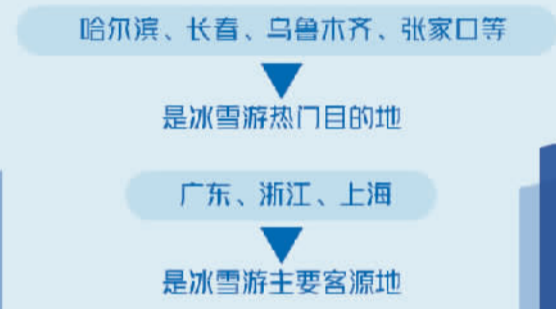 哈尔滨、长春、乌鲁木齐、张家口等
是冰雪游热门目的地
广东、浙江、上海
是冰雪游主要客源地